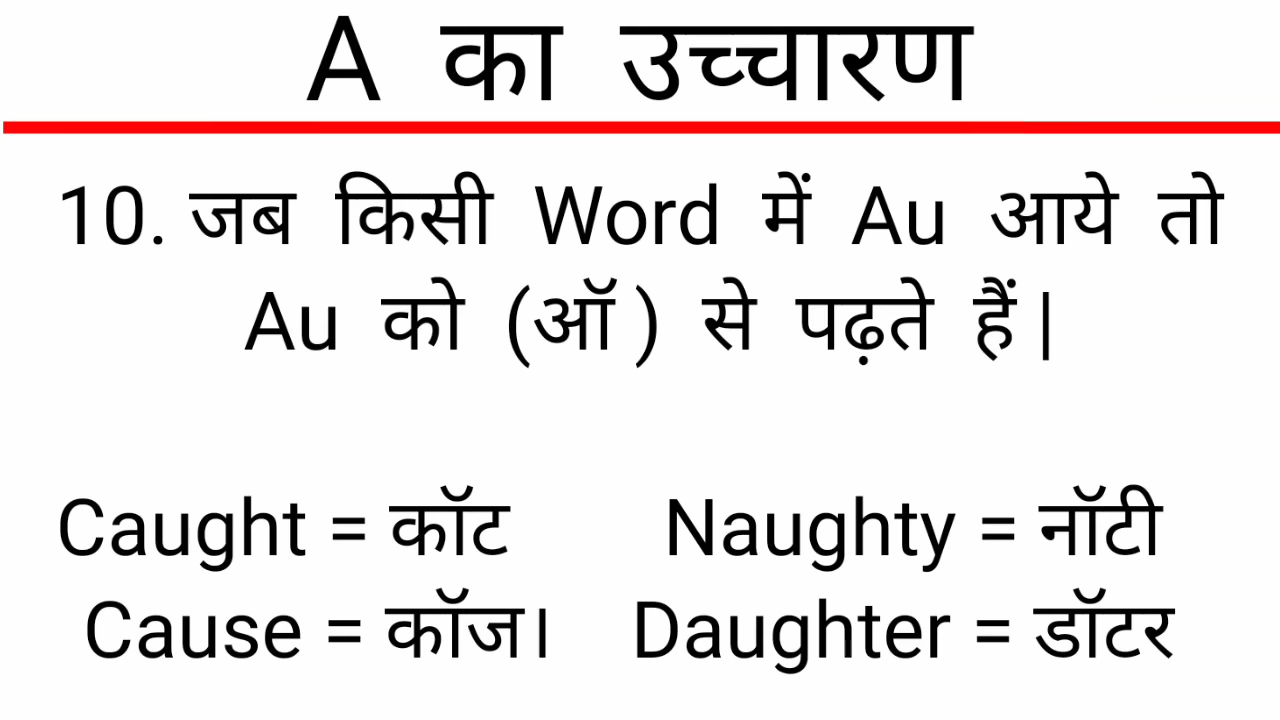 A का उच्चारण
10. जब किसी Word में Au आये तो
Au को (ऑ ) से पढ़ते हैं |
Caught = कॉट Naughty = नॉटी
Cause = कॉज। Daughter = डॉटर